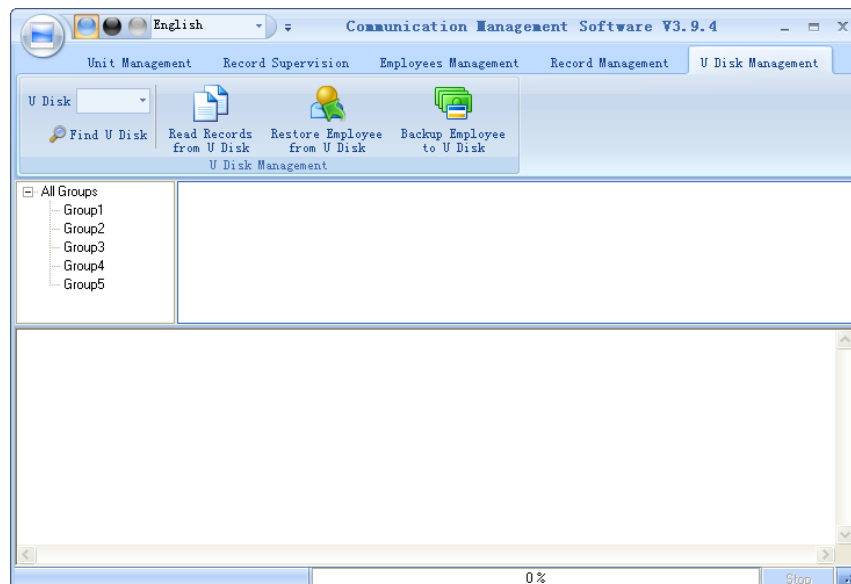 English
Communication Management Software V3.9.4
Unit Management Record Supervision Employees Management Record Management U Disk Management
U Disk
Find U Disk
Read Records
from U Disk
Restore Employee
from U Disk
Backup Employee
to U Disk
U Disk Management
All Groups
Group1
Group2
Group3
Group4
Group5
0%
Stop